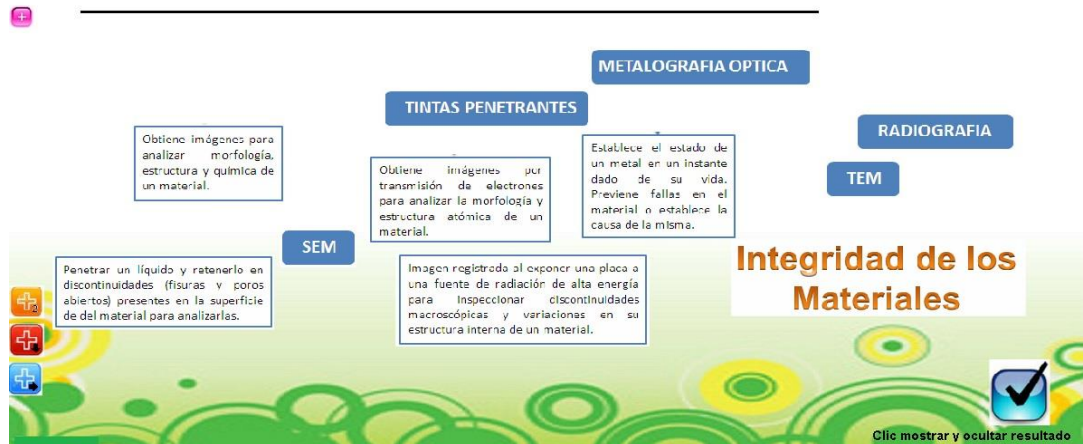 METALOGRAFIA OPTICA
TINTAS PENETRANTES
RADIOGRAFIA
TEM
SEM
Obtiene imágenes para
analizar morfología,
estructura y química de
un material.
Obtiene imágenes por
transmisión de electrones
para analizar la morfología y
estructura atómica de un
material.
Establece el estado de
un metal en un instante
dado de su vida.
Previene fallas en el
material o establece la
causa de la misma.
Penetrar un líquido y retenerlo en
discontinuidades (fisuras y poros
abiertos) presentes en la superficie
de del material para analizarlas.
Imagen registrada al exponer una placa a
una fuente de radiación de alta energía
para inspeccionar discontinuidades
macroscópicas y variaciones en su
estructura interna de un material.
Integridad de los
Materiales
2
Clic mostrar y ocultar resultado